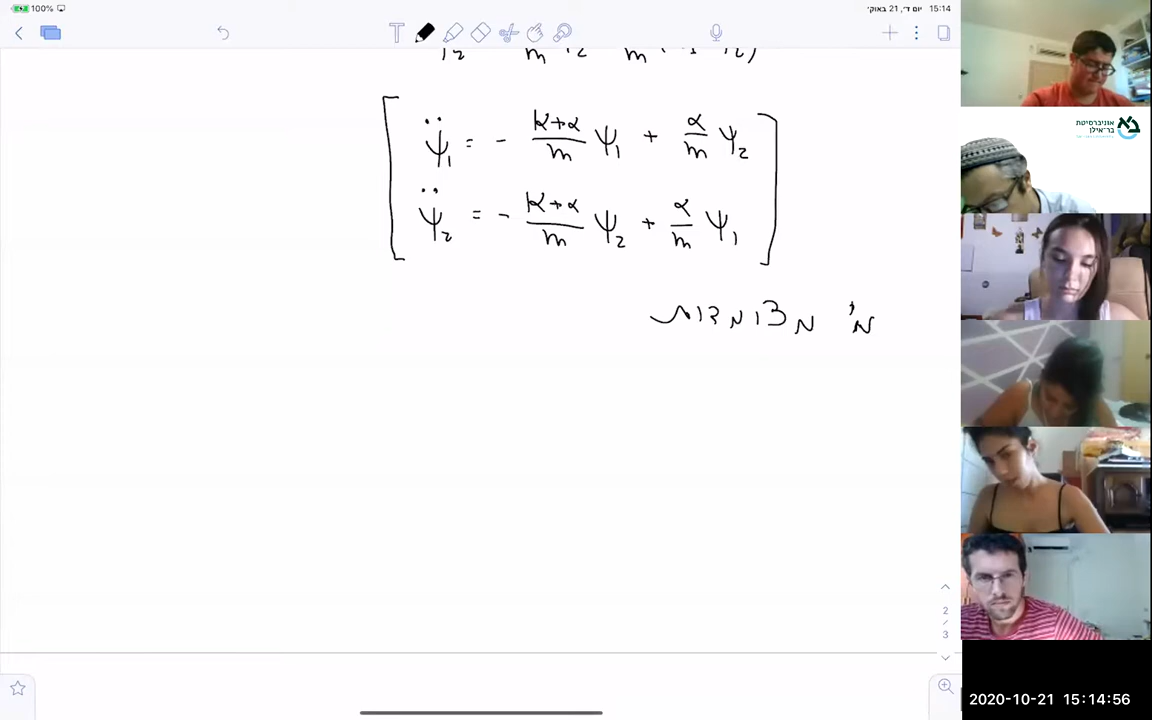 100%
15:14 יום ד׳, 21 באוק׳
ψ̈₁ = - (k+α)/m ψ₁ + α/m ψ₂
ψ̈₂ = - (k+α)/m ψ₂ + α/m ψ₁
מ׳ מצומדות
אוניברסיטת
בר־אילן
2
/
3
2020-10-21 15:14:56